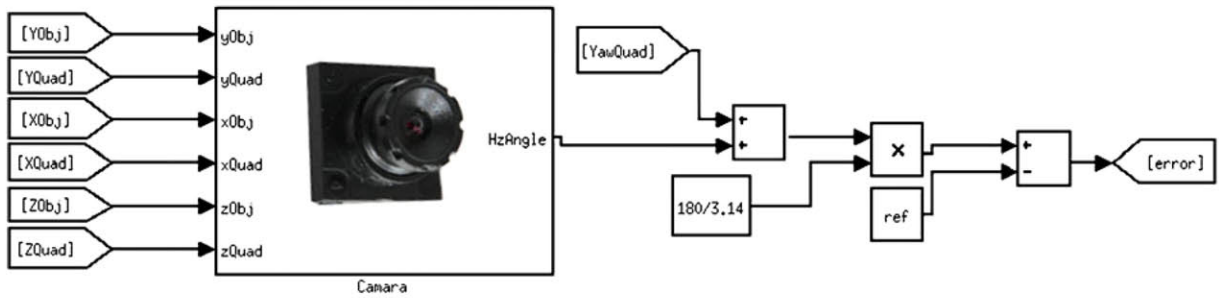 [YObj]
yObj
[YQuad]
yQuad
[XObj]
xObj
[XQuad]
xQuad
[ZObj]
zObj
[ZQuad]
zQuad
HzAngle
Camara
[YawQuad]
+
+
180/3.14
×
ref
+
−
[error]